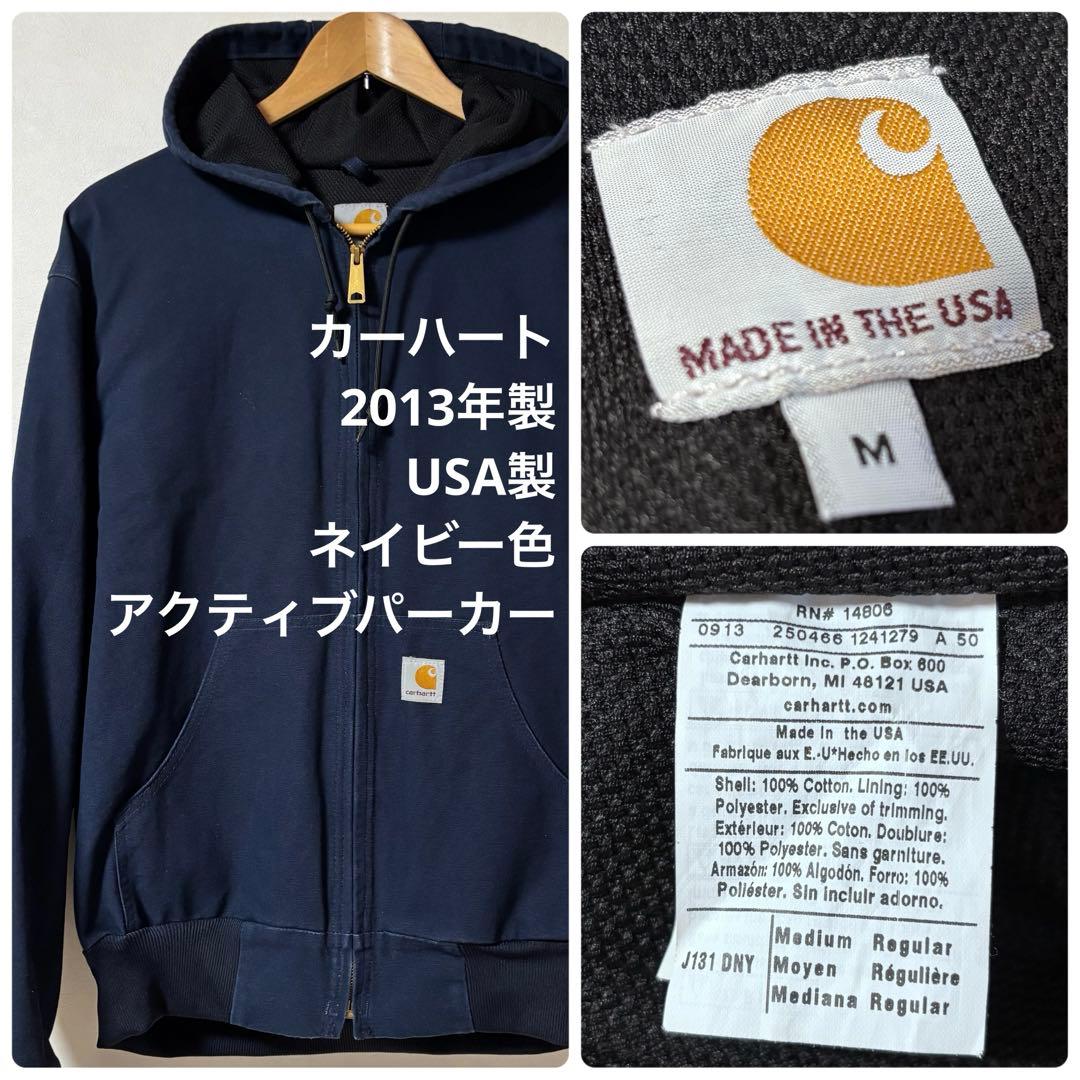 カーハート
2013年製
USA製
ネイビー色
アクティブパーカー
carhartt
MADE IN THE USA
M
RN# 14806
0913 250466 1241279 A 50
Carhartt Inc. P.O. Box 600
Dearborn, MI 48121 USA
carhartt.com
Made in the USA
Fabrique aux E.-U*Hecho en los EE.UU.
Shell: 100% Cotton. Lining: 100%
Polyester. Exclusive of trimming.
Extérieur: 100% Coton. Doublure:
100% Polyester. Sans garniture.
Armazón: 100% Algodón. Forro: 100%
Poliéster. Sin incluir adorno.
J131 DNY
Medium Regular
Moyen Régulière
Mediana Regular